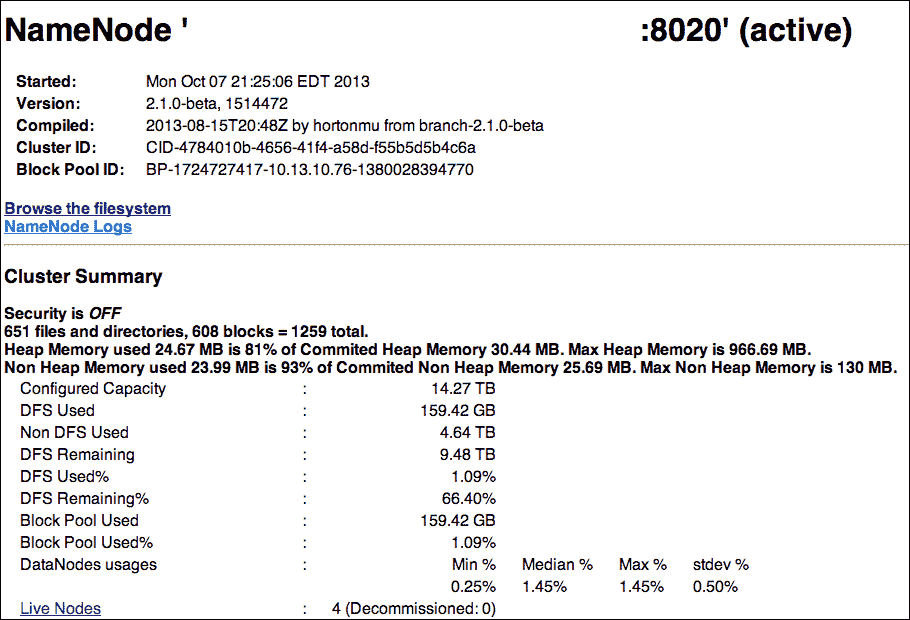 NameNode ' :8020' (active)
Started: Mon Oct 07 21:25:06 EDT 2013
Version: 2.1.0-beta, 1514472
Compiled: 2013-08-15T20:48Z by hortonmu from branch-2.1.0-beta
Cluster ID: CID-4784010b-4656-41f4-a58d-f55b5d5b4c6a
Block Pool ID: BP-1724727417-10.13.10.76-1380028394770
Browse the filesystem
NameNode Logs
Cluster Summary
Security is OFF
651 files and directories, 608 blocks = 1259 total.
Heap Memory used 24.67 MB is 81% of Commited Heap Memory 30.44 MB. Max Heap Memory is 966.69 MB.
Non Heap Memory used 23.99 MB is 93% of Commited Non Heap Memory 25.69 MB. Max Non Heap Memory is 130 MB.
Configured Capacity : 14.27 TB
DFS Used : 159.42 GB
Non DFS Used : 4.64 TB
DFS Remaining : 9.48 TB
DFS Used% : 1.09%
DFS Remaining% : 66.40%
Block Pool Used : 159.42 GB
Block Pool Used% : 1.09%
DataNodes usages : Min % Median % Max % stdev %
0.25% 1.45% 1.45% 0.50%
Live Nodes : 4 (Decommissioned: 0)